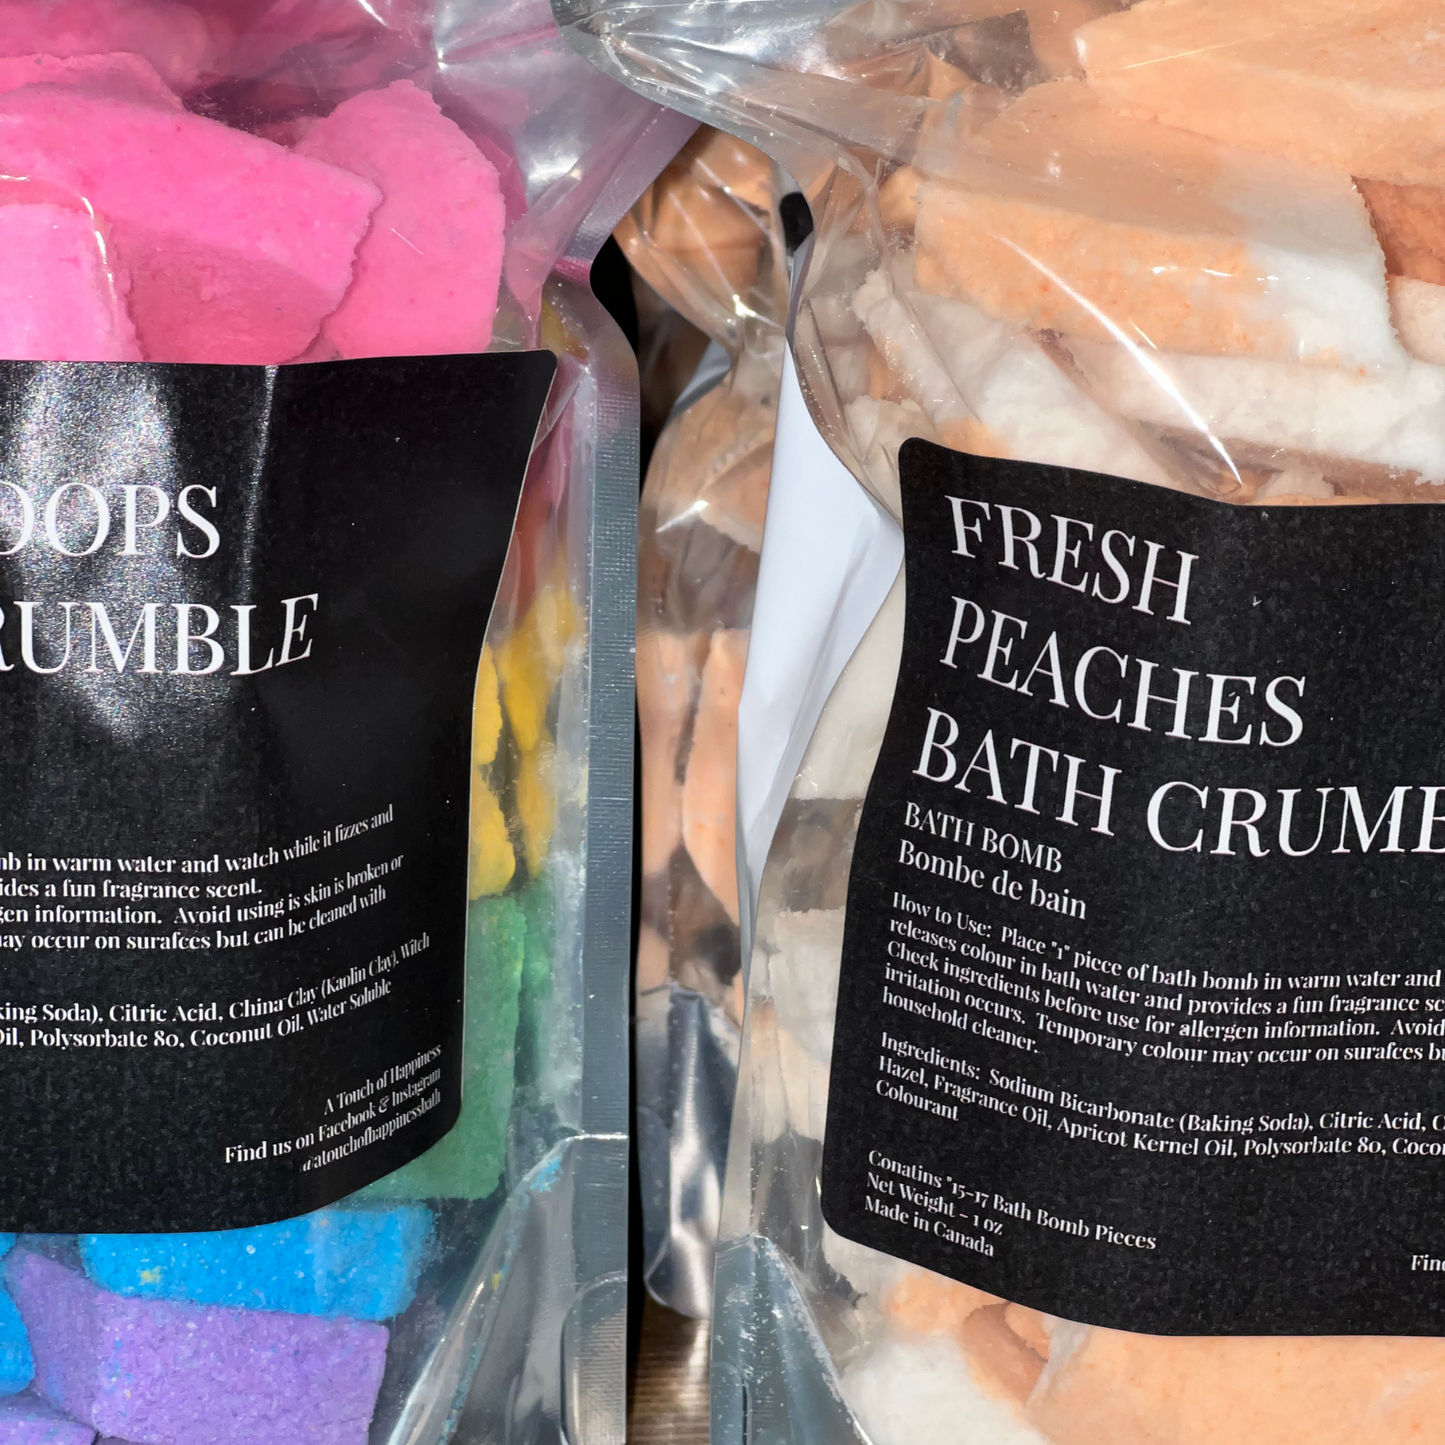 OOPS
RUMBLE
mb in warm water and watch while it fizzes and
ides a fun fragrance scent.
gen information. Avoid using is skin is broken or
may occur on surafces but can be cleaned with
king Soda), Citric Acid, China Clay (Kaolin Clay), Witch
Oil, Polysorbate 80, Coconut Oil, Water Soluble
A Touch of Happiness
Find us on Facebook & Instagram
@atouchofhappinessbath
FRESH
PEACHES
BATH CRUMB
BATH BOMB
Bombe de bain
How to Use: Place "1" piece of bath bomb in warm water and
releases colour in bath water and provides a fun fragrance sc
Check ingredients before use for allergen information. Avoid
irritation occurs. Temporary colour may occur on surafces bu
household cleaner.
Ingredients: Sodium Bicarbonate (Baking Soda), Citric Acid, C
Hazel, Fragrance Oil, Apricot Kernel Oil, Polysorbate 80, Coco
Colourant
Conatins "15-17 Bath Bomb Pieces
Net Weight - 1 oz
Made in Canada
Find